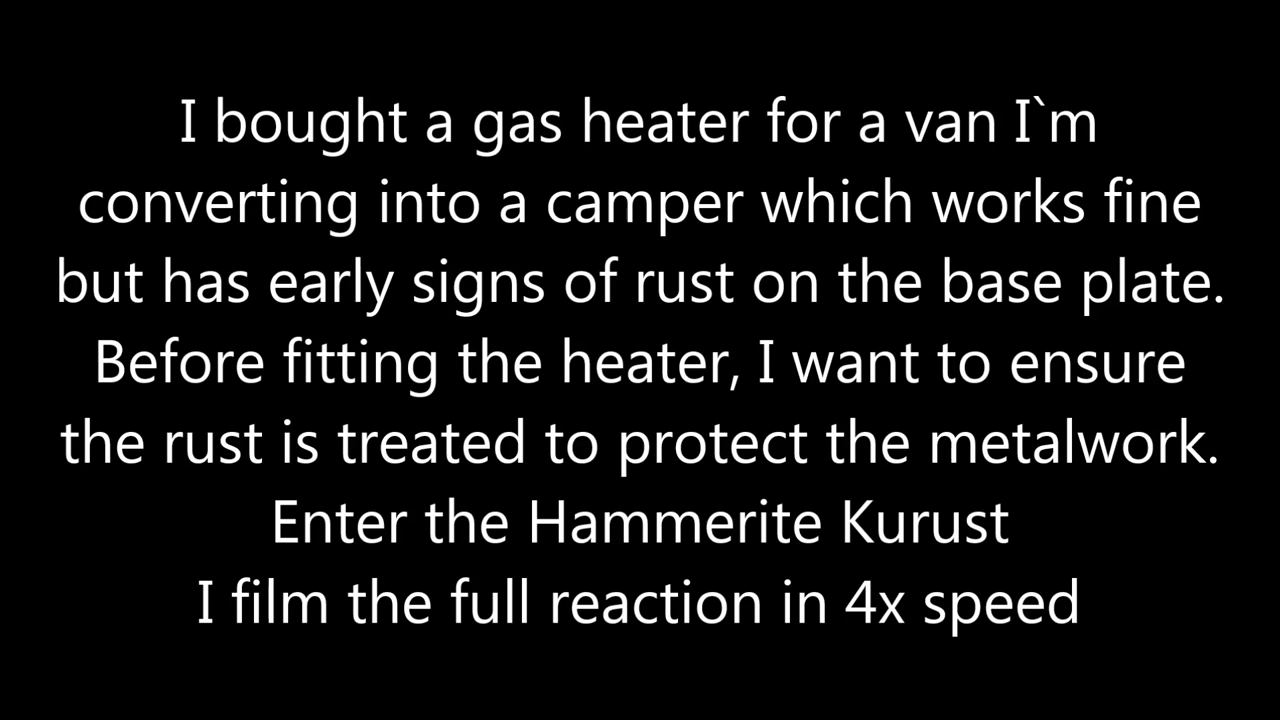 I bought a gas heater for a van I`m
converting into a camper which works fine
but has early signs of rust on the base plate.
Before fitting the heater, I want to ensure
the rust is treated to protect the metalwork.
Enter the Hammerite Kurust
I film the full reaction in 4x speed